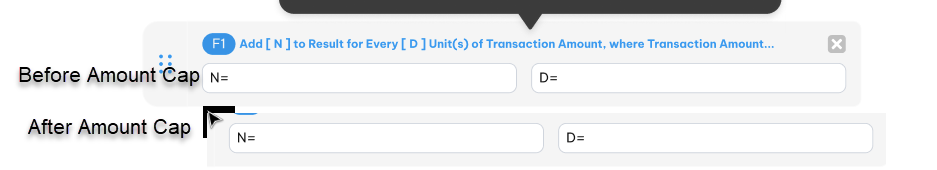 F1 Add [ N ] to Result for Every [ D ] Unit(s) of Transaction Amount, where Transaction Amount...
Before Amount Cap N= D=
After Amount Cap N= D=